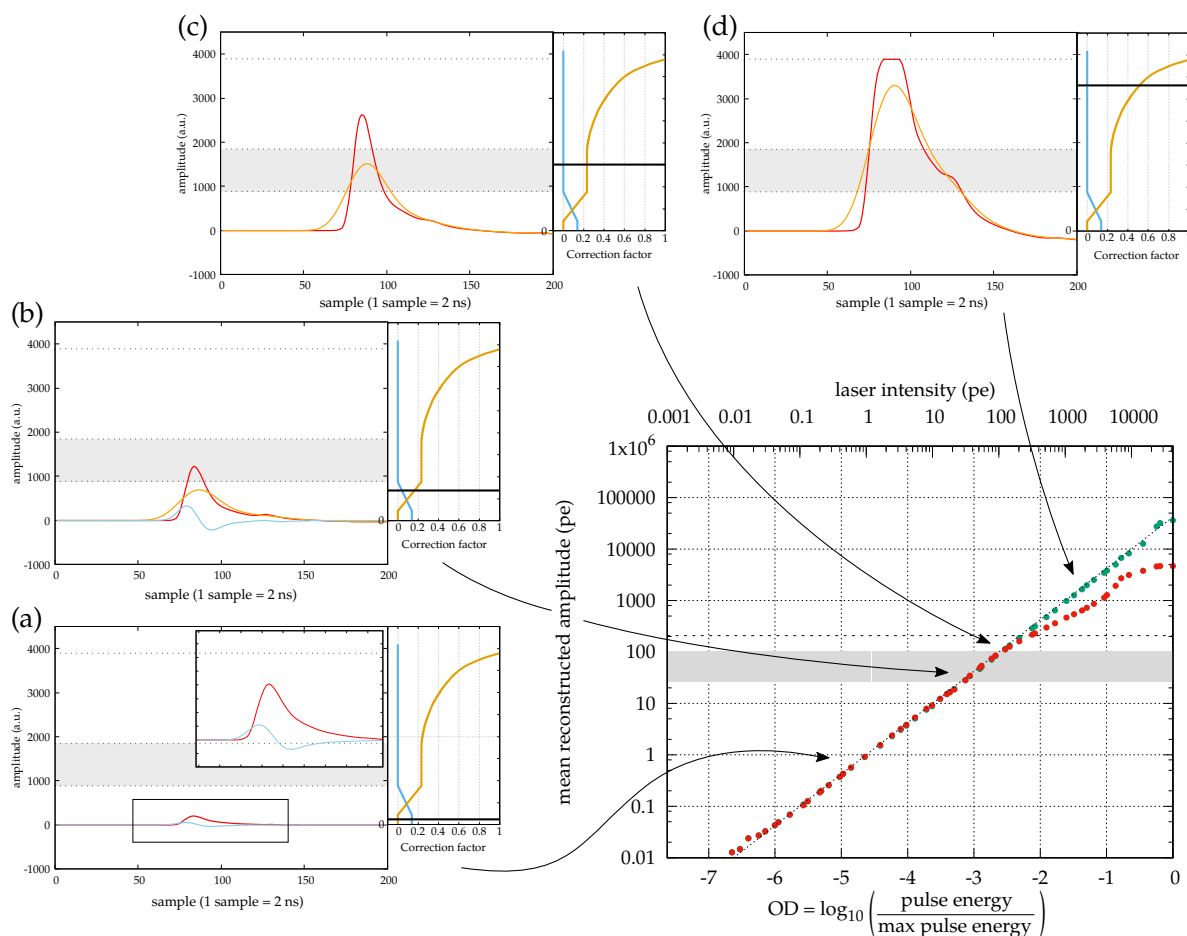 (c)
4000
3000
2000
1000
0
-1000
amplitude (a.u.)
0 50 100 150 200
sample (1 sample = 2 ns)
0
0 0.2 0.4 0.6 0.8 1
Correction factor
(d)
4000
3000
2000
1000
0
-1000
amplitude (a.u.)
0 50 100 150 200
sample (1 sample = 2 ns)
0
0 0.2 0.4 0.6 0.8
Correction factor
(b)
4000
3000
2000
1000
0
-1000
amplitude (a.u.)
0 50 100 150 200
sample (1 sample = 2 ns)
0
0 0.2 0.4 0.6 0.8 1
Correction factor
(a)
4000
3000
2000
1000
0
-1000
amplitude (a.u.)
0 50 100 150 200
sample (1 sample = 2 ns)
0
0 0.2 0.4 0.6 0.8 1
Correction factor
laser intensity (pe)
0.001 0.01 0.1 1 10 100 1000 10000
1x10⁶
100000
10000
1000
100
10
1
0.1
0.01
mean reconstructed amplitude (pe)
-7 -6 -5 -4 -3 -2 -1 0
OD = log₁₀ (pulse energy / max pulse energy)